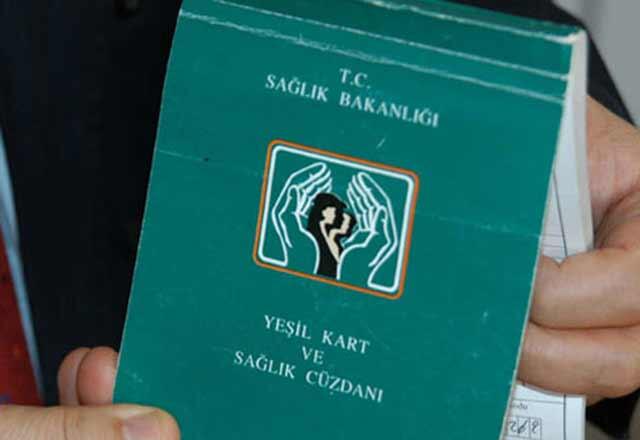 T.C.
SAĞLIK BAKANLIĞI
YEŞİL KART
VE
SAĞLIK CÜZDANI